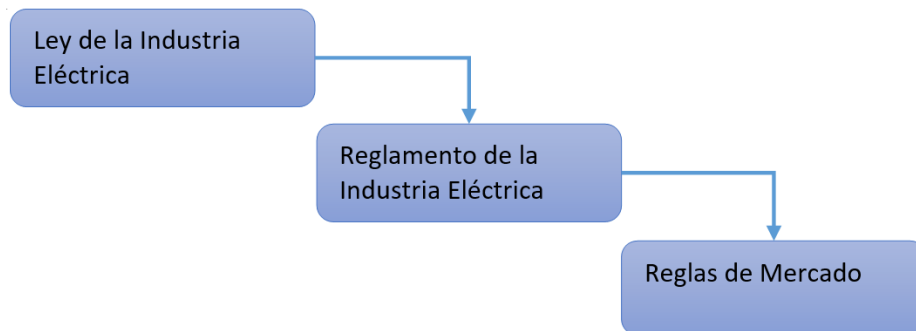 Ley de la Industria
Eléctrica
Reglamento de la
Industria Eléctrica
Reglas de Mercado